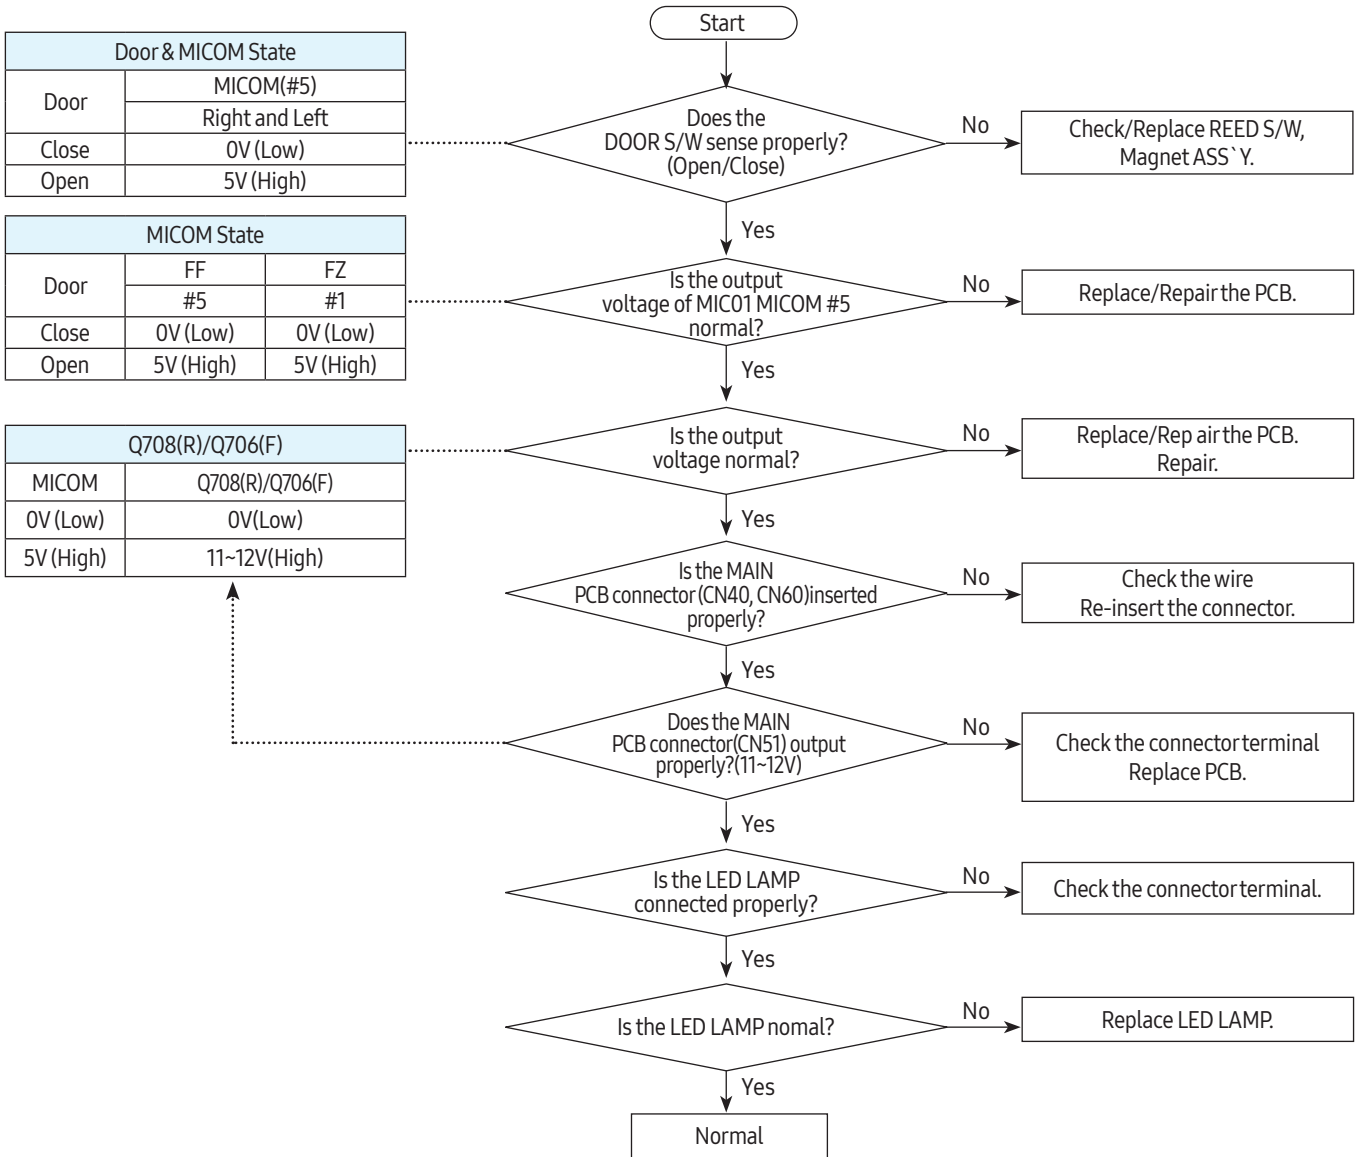 Start
Door & MICOM State
Door
MICOM(#5)
Right and Left
Close
0V (Low)
Open
5V (High)
Does the
DOOR S/W sense properly?
(Open/Close)
No
Check/Replace REED S/W,
Magnet ASS`Y.
Yes
MICOM State
Door
FF
FZ
#5
#1
Close
0V (Low)
0V (Low)
Open
5V (High)
5V (High)
Is the output
voltage of MIC01 MICOM #5
normal?
No
Replace/Repair the PCB.
Yes
Q708(R)/Q706(F)
MICOM
Q708(R)/Q706(F)
0V (Low)
0V(Low)
5V (High)
11~12V(High)
Is the output
voltage normal?
No
Replace/Rep air the PCB.
Repair.
Yes
Is the MAIN
PCB connector (CN40, CN60)inserted
properly?
No
Check the wire
Re-insert the connector.
Yes
Does the MAIN
PCB connector(CN51) output
properly?(11~12V)
No
Check the connector terminal
Replace PCB.
Yes
Is the LED LAMP
connected properly?
No
Check the connector terminal.
Yes
Is the LED LAMP nomal?
No
Replace LED LAMP.
Yes
Normal